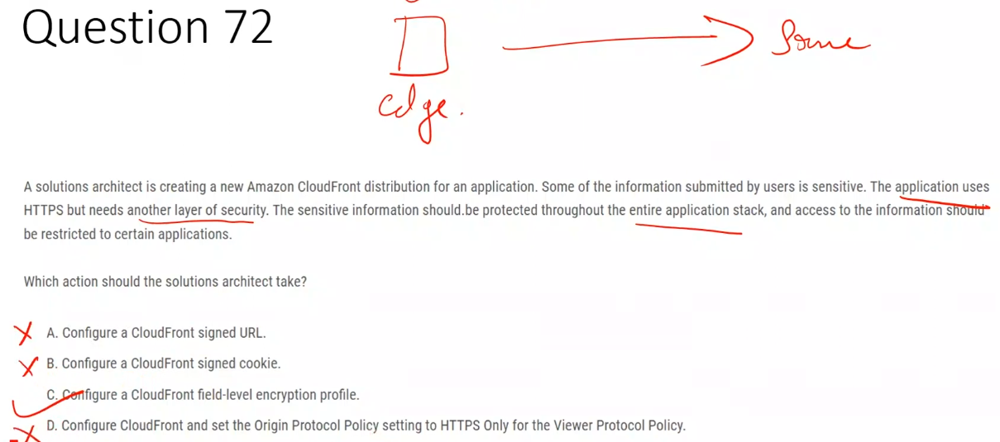 Question 72
Some
edge.
A solutions architect is creating a new Amazon CloudFront distribution for an application. Some of the information submitted by users is sensitive. The application uses
HTTPS but needs another layer of security. The sensitive information should.be protected throughout the entire application stack, and access to the information should
be restricted to certain applications.
Which action should the solutions architect take?
A. Configure a CloudFront signed URL.
B. Configure a CloudFront signed cookie.
C. Configure a CloudFront field-level encryption profile.
D. Configure CloudFront and set the Origin Protocol Policy setting to HTTPS Only for the Viewer Protocol Policy.